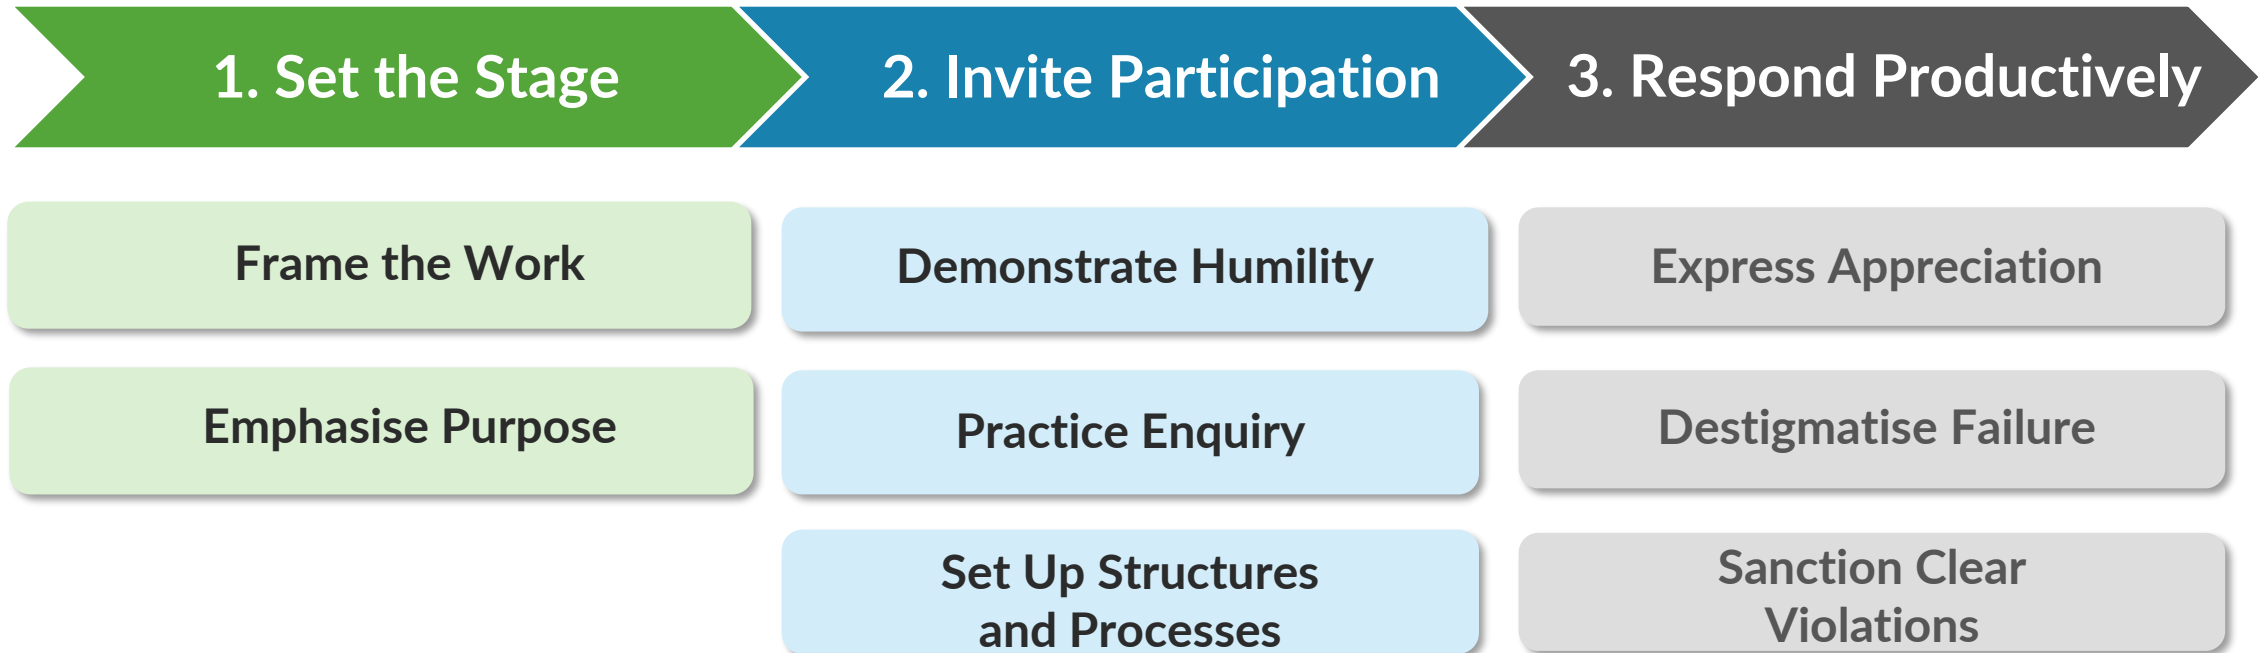 1. Set the Stage
2. Invite Participation
3. Respond Productively
Frame the Work
Emphasise Purpose
Demonstrate Humility
Practice Enquiry
Set Up Structures
and Processes
Express Appreciation
Destigmatise Failure
Sanction Clear
Violations